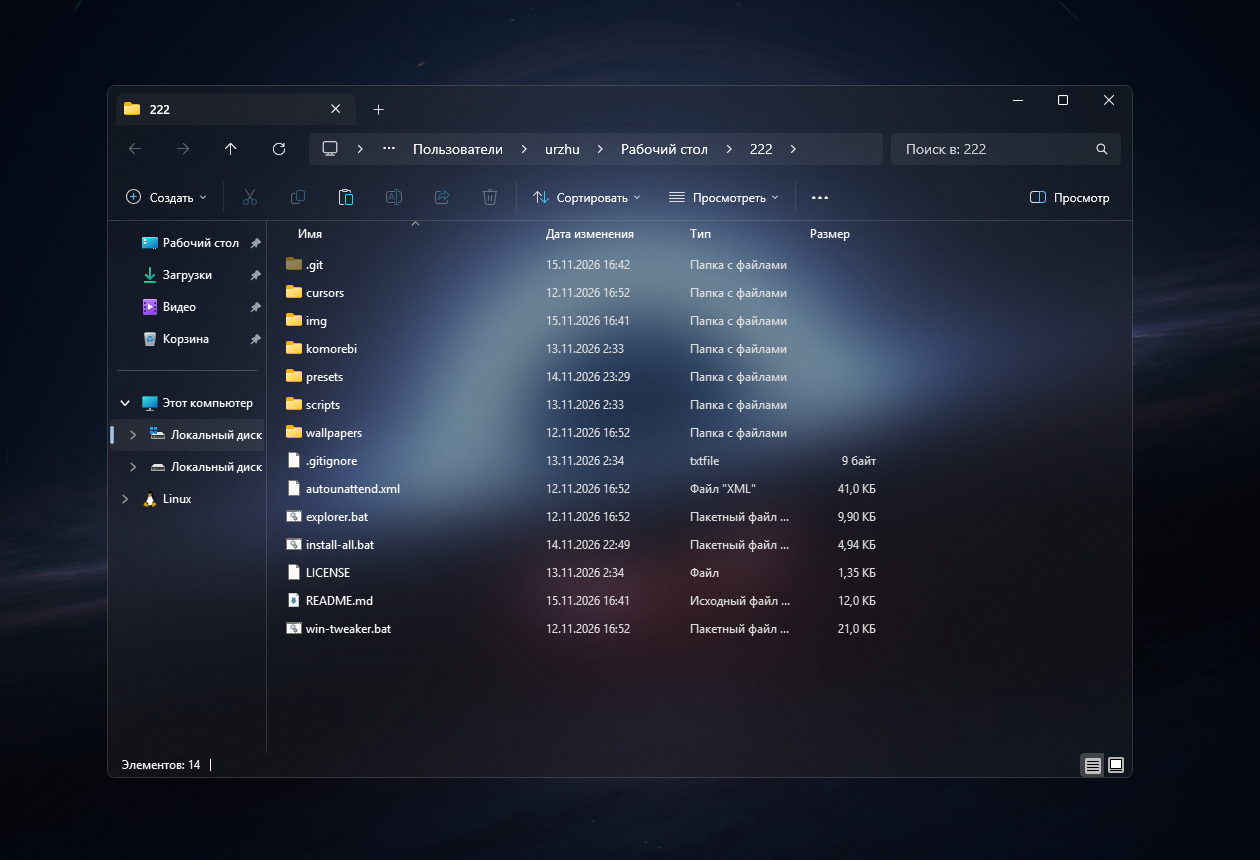 222
Пользователи urzhu Рабочий стол 222
Поиск в: 222
Создать Сортировать Просмотреть Просмотр
Рабочий стол
Загрузки
Видео
Корзина
Этот компьютер
Локальный диск
Локальный диск
Linux
Имя Дата изменения Тип Размер
.git 15.11.2026 16:42 Папка с файлами
cursors 12.11.2026 16:52 Папка с файлами
img 15.11.2026 16:41 Папка с файлами
komorebi 13.11.2026 2:33 Папка с файлами
presets 14.11.2026 23:29 Папка с файлами
scripts 13.11.2026 2:33 Папка с файлами
wallpapers 12.11.2026 16:52 Папка с файлами
.gitignore 13.11.2026 2:34 txtfile 9 байт
autounattend.xml 12.11.2026 16:52 Файл "XML" 41,0 КБ
explorer.bat 12.11.2026 16:52 Пакетный файл ... 9,90 КБ
install-all.bat 14.11.2026 22:49 Пакетный файл ... 4,94 КБ
LICENSE 13.11.2026 2:34 Файл 1,35 КБ
README.md 15.11.2026 16:41 Исходный файл ... 12,0 КБ
win-tweaker.bat 12.11.2026 16:52 Пакетный файл ... 21,0 КБ
Элементов: 14